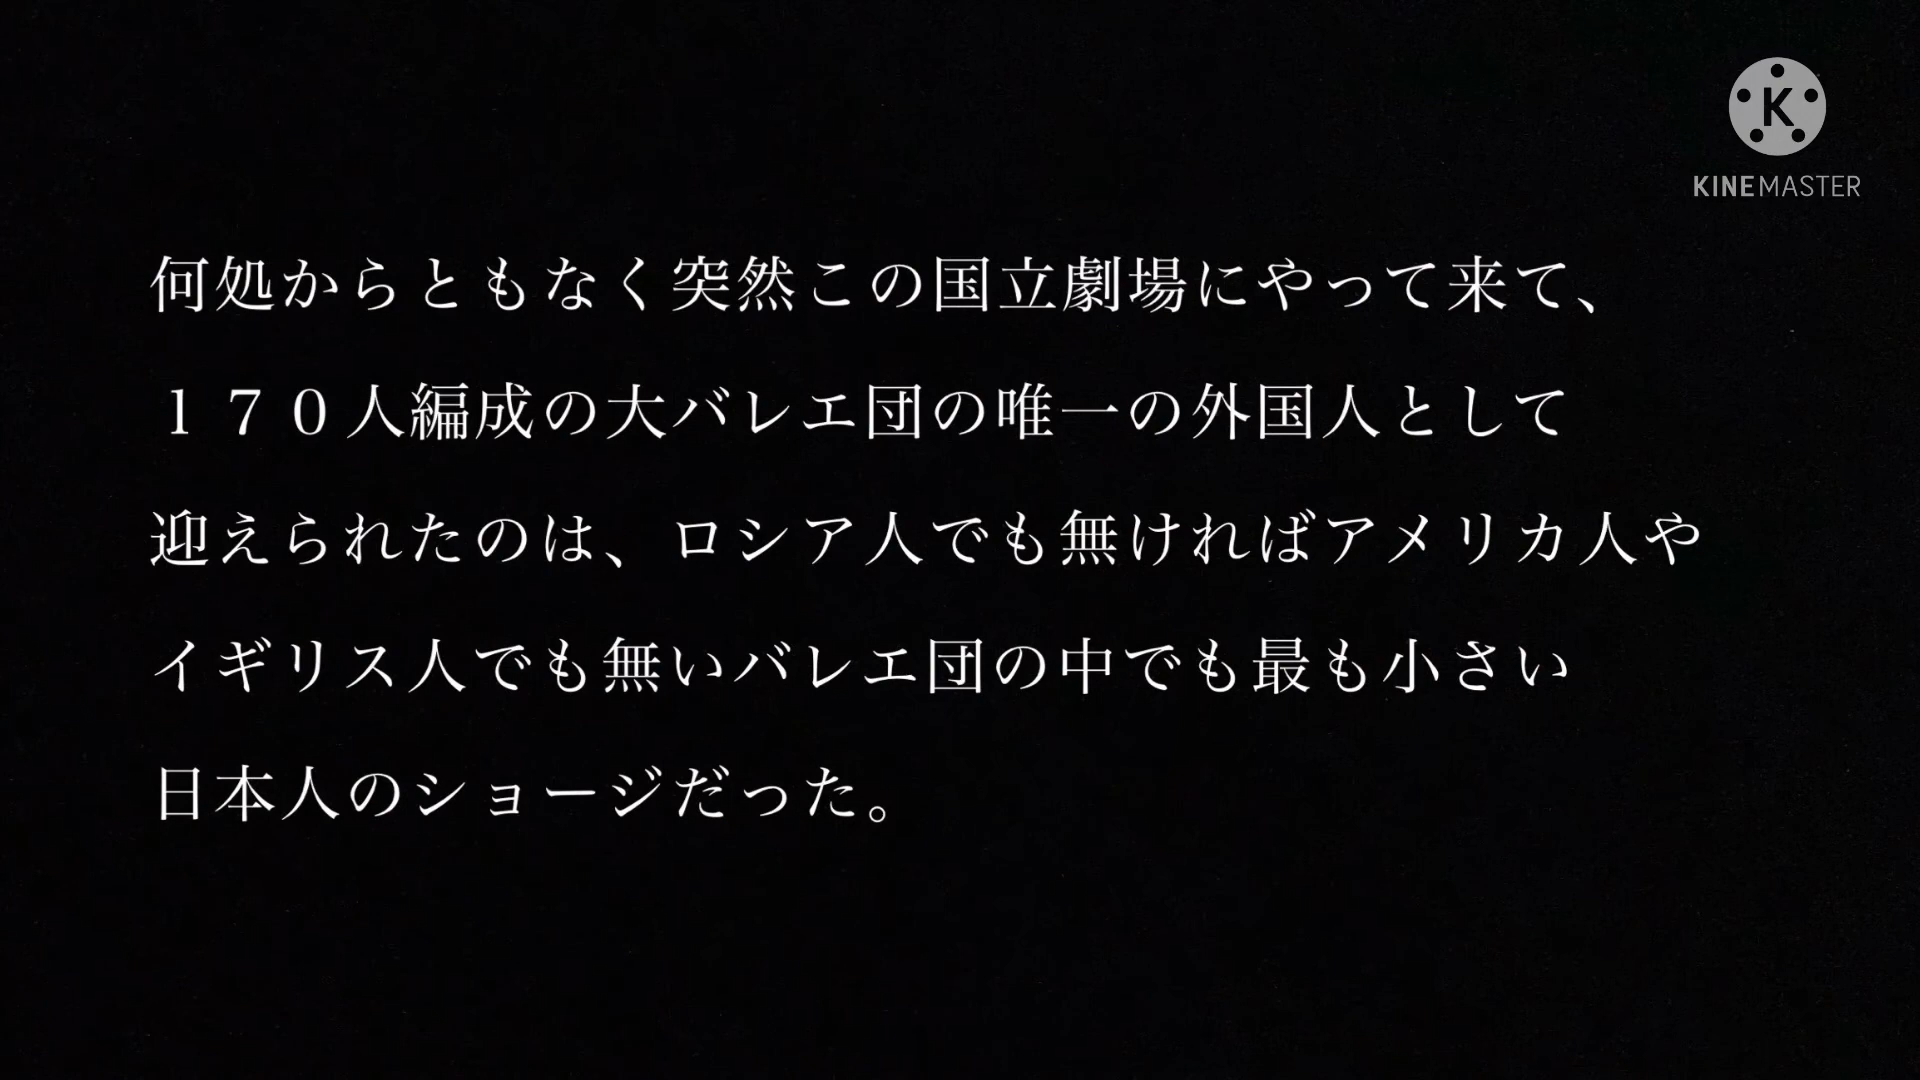 K
KINEMASTER
何処からともなく突然この国立劇場にやって来て、
１７０人編成の大バレエ団の唯一の外国人として
迎えられたのは、ロシア人でも無ければアメリカ人や
イギリス人でも無いバレエ団の中でも最も小さい
日本人のショージだった。